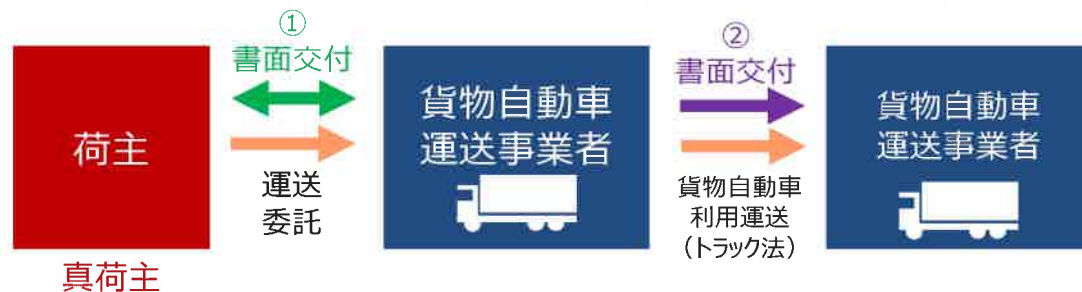 荷主
真荷主
①
書面交付
運送
委託
貨物自動車
運送事業者
②
書面交付
貨物自動車
利用運送
（トラック法）
貨物自動車
運送事業者